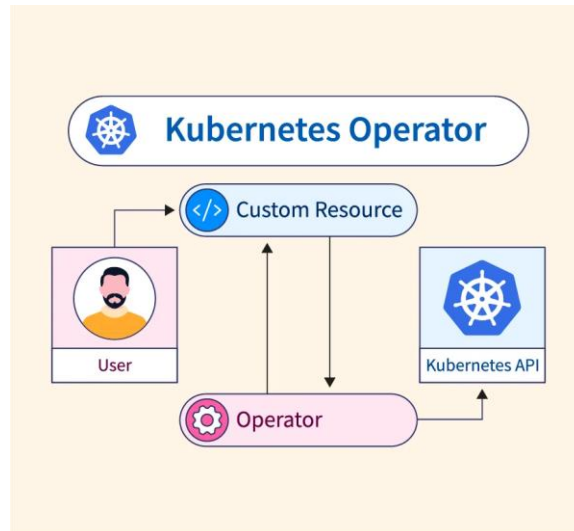 Kubernetes Operator
</> Custom Resource
User
Kubernetes API
Operator